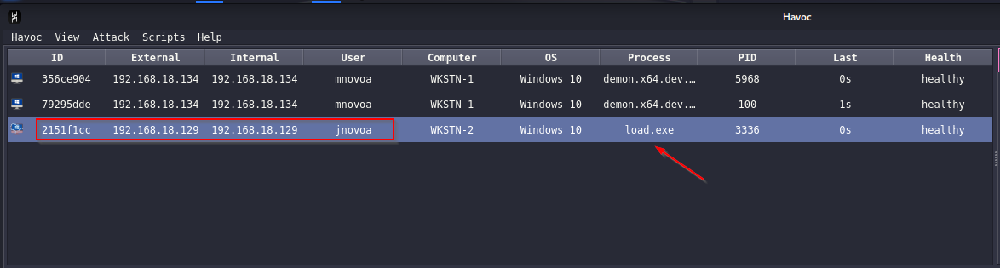 Havoc
Havoc View Attack Scripts Help
ID External Internal User Computer OS Process PID Last Health
356ce904 192.168.18.134 192.168.18.134 mnovoa WKSTN-1 Windows 10 demon.x64.dev.... 5968 0s healthy
79295dde 192.168.18.134 192.168.18.134 mnovoa WKSTN-1 Windows 10 demon.x64.dev.... 100 1s healthy
2151f1cc 192.168.18.129 192.168.18.129 jnovoa WKSTN-2 Windows 10 load.exe 3336 0s healthy